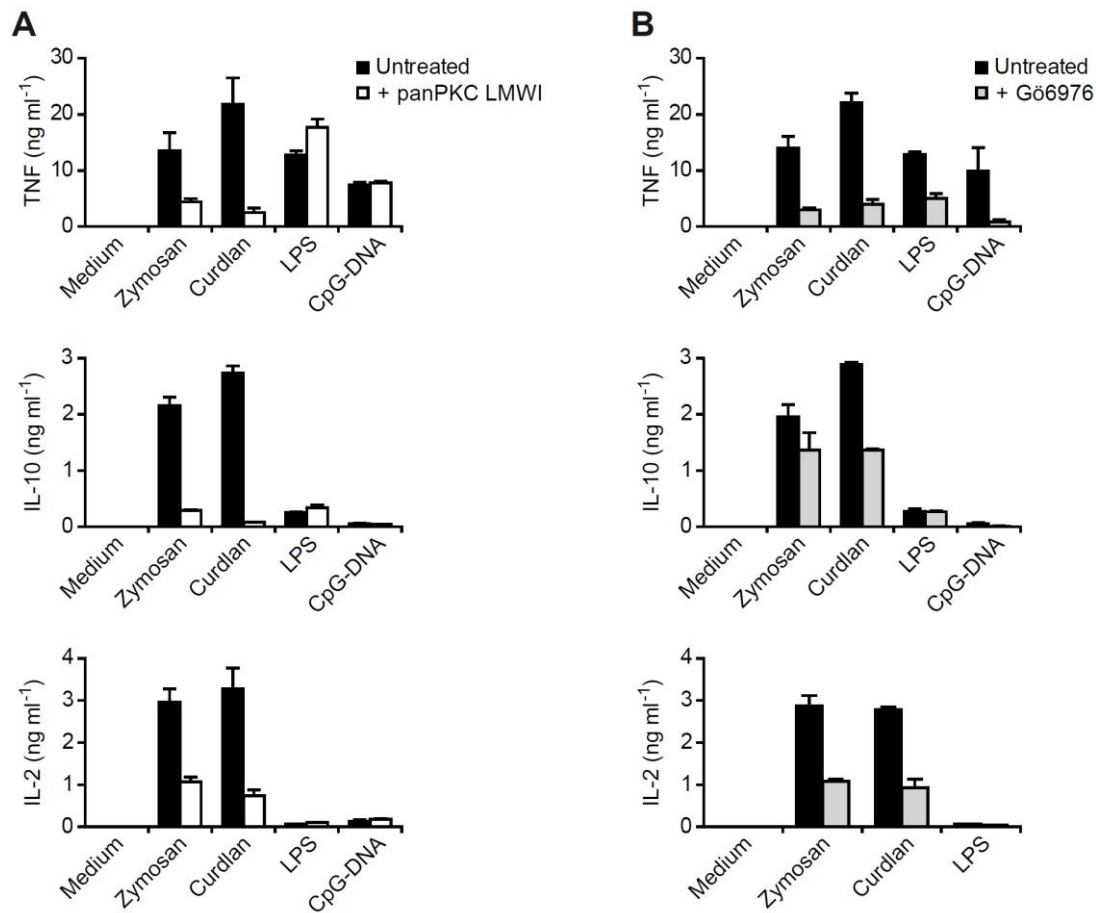 A
TNF (ng ml⁻¹)
30
20
10
0
Untreated
+ panPKC LMWI
Medium
Zymosan
Curdlan
LPS
CpG-DNA
IL-10 (ng ml⁻¹)
3
2
1
0
Medium
Zymosan
Curdlan
LPS
CpG-DNA
IL-2 (ng ml⁻¹)
4
3
2
1
0
Medium
Zymosan
Curdlan
LPS
CpG-DNA
B
TNF (ng ml⁻¹)
30
20
10
0
Untreated
+ Gö6976
Medium
Zymosan
Curdlan
LPS
CpG-DNA
IL-10 (ng ml⁻¹)
3
2
1
0
Medium
Zymosan
Curdlan
LPS
CpG-DNA
IL-2 (ng ml⁻¹)
4
3
2
1
0
Medium
Zymosan
Curdlan
LPS